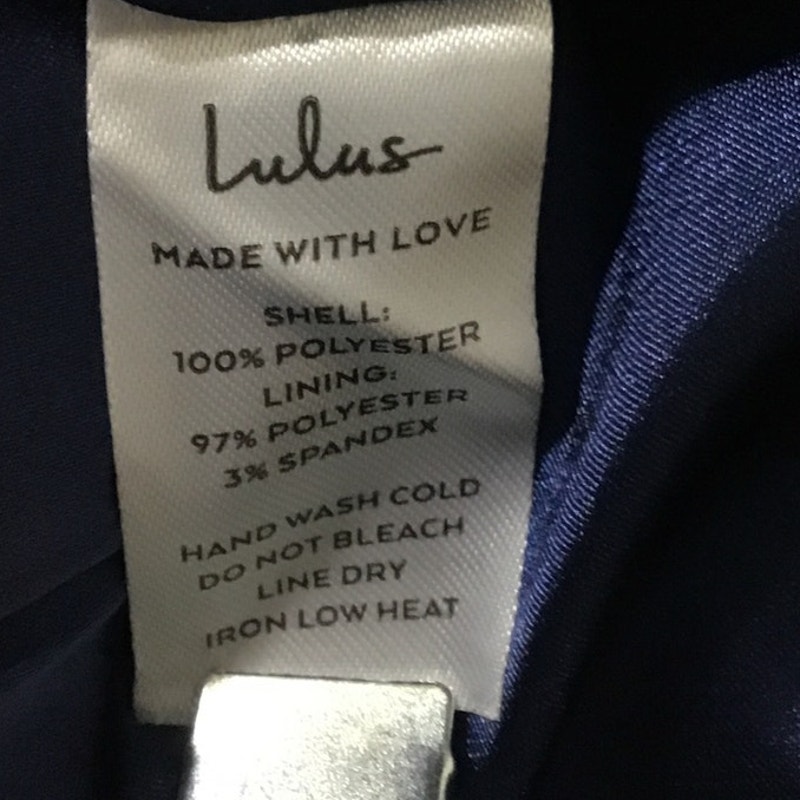 Lulus
MADE WITH LOVE
SHELL:
100% POLYESTER
LINING:
97% POLYESTER
3% SPANDEX
HAND WASH COLD
DO NOT BLEACH
LINE DRY
IRON LOW HEAT